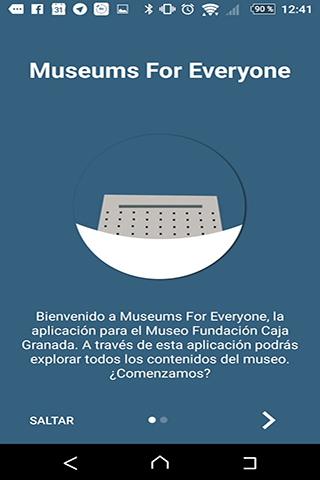 31
90 %
12:41
Museums For Everyone
Bienvenido a Museums For Everyone, la
aplicación para el Museo Fundación Caja
Granada. A través de esta aplicación podrás
explorar todos los contenidos del museo.
¿Comenzamos?
SALTAR